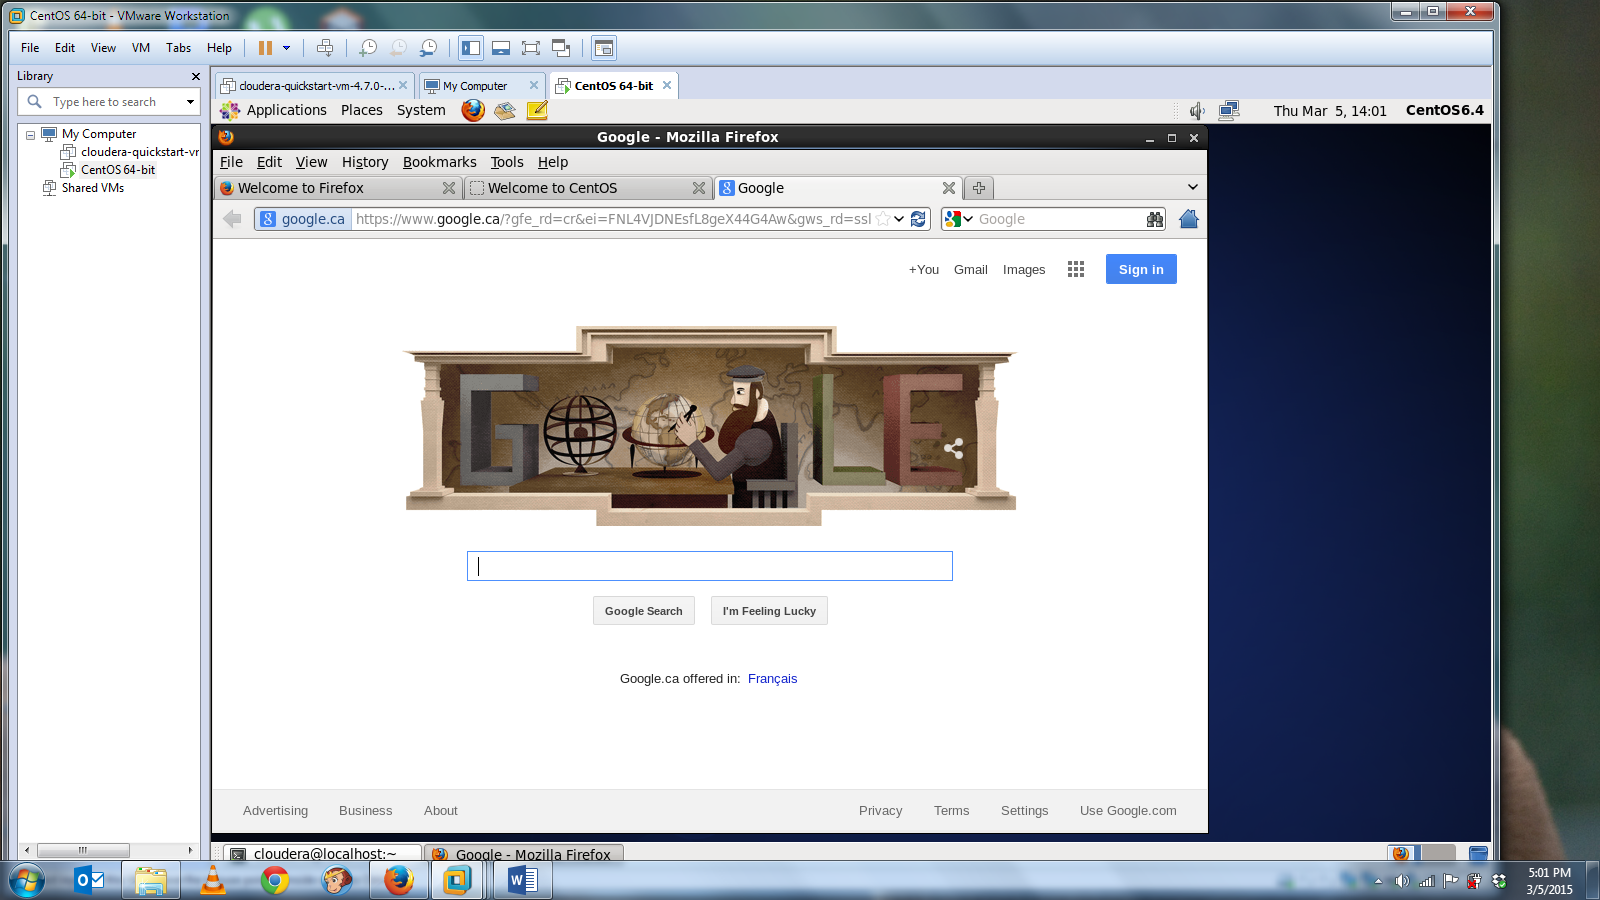 CentOS 64-bit - VMware Workstation
File Edit View VM Tabs Help
Library
Type here to search
My Computer
cloudera-quickstart-vr
CentOS 64-bit
Shared VMs
cloudera-quickstart-vm-4.7.0-... My Computer CentOS 64-bit
Applications Places System Thu Mar 5, 14:01 CentOS6.4
Google - Mozilla Firefox
File Edit View History Bookmarks Tools Help
Welcome to Firefox Welcome to CentOS Google
google.ca https://www.google.ca/?gfe_rd=cr&ei=FNL4VJDNEsfL8geX44G4Aw&gws_rd=ssl Google
+You Gmail Images Sign in
G LE
Google Search I'm Feeling Lucky
Google.ca offered in: Français
Advertising Business About Privacy Terms Settings Use Google.com
cloudera@localhost:~ Google - Mozilla Firefox
5:01 PM
3/5/2015